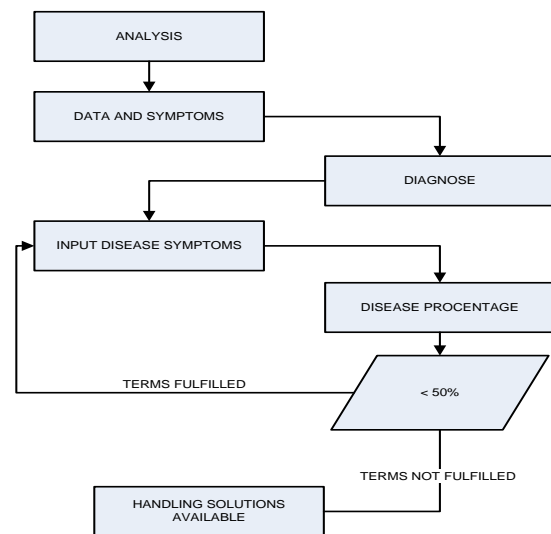 ANALYSIS
DATA AND SYMPTOMS
DIAGNOSE
INPUT DISEASE SYMPTOMS
DISEASE PROCENTAGE
< 50%
TERMS FULFILLED
TERMS NOT FULFILLED
HANDLING SOLUTIONS
AVAILABLE